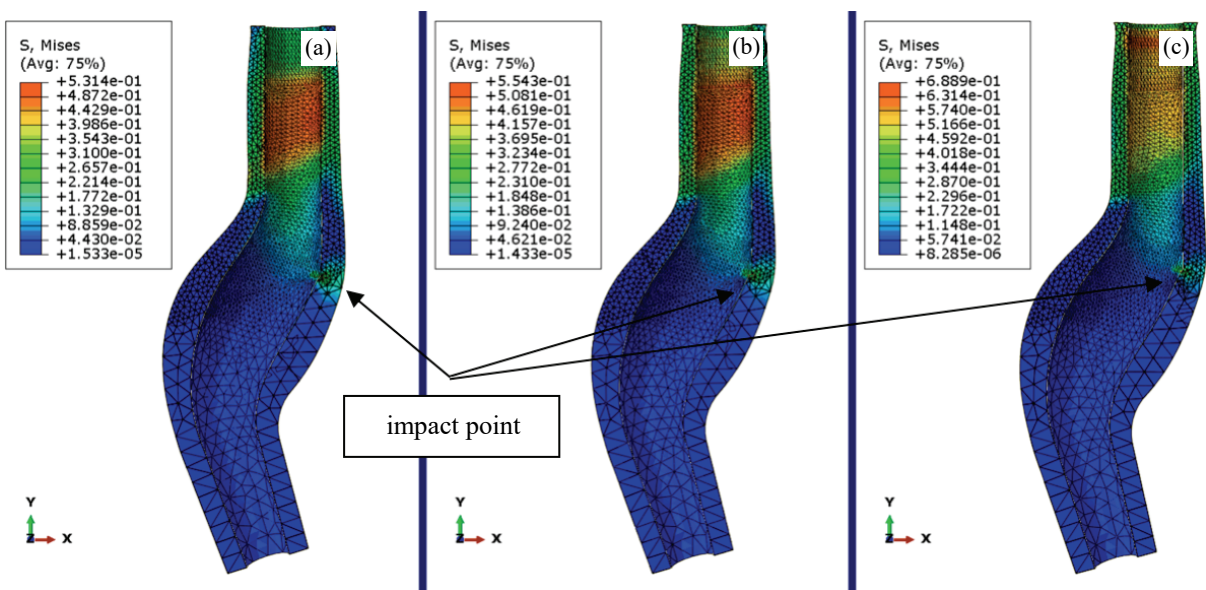 S, Mises
(Avg: 75%)
+5.314e-01
+4.872e-01
+4.429e-01
+3.986e-01
+3.543e-01
+3.100e-01
+2.657e-01
+2.214e-01
+1.772e-01
+1.329e-01
+8.859e-02
+4.430e-02
+1.533e-05
(a)
Y
Z X
S, Mises
(Avg: 75%)
+5.543e-01
+5.081e-01
+4.619e-01
+4.157e-01
+3.695e-01
+3.234e-01
+2.772e-01
+2.310e-01
+1.848e-01
+1.386e-01
+9.240e-02
+4.621e-02
+1.433e-05
(b)
Y
Z X
S, Mises
(Avg: 75%)
+6.889e-01
+6.314e-01
+5.740e-01
+5.166e-01
+4.592e-01
+4.018e-01
+3.444e-01
+2.870e-01
+2.296e-01
+1.722e-01
+1.148e-01
+5.741e-02
+8.285e-06
(c)
Y
Z X
impact point